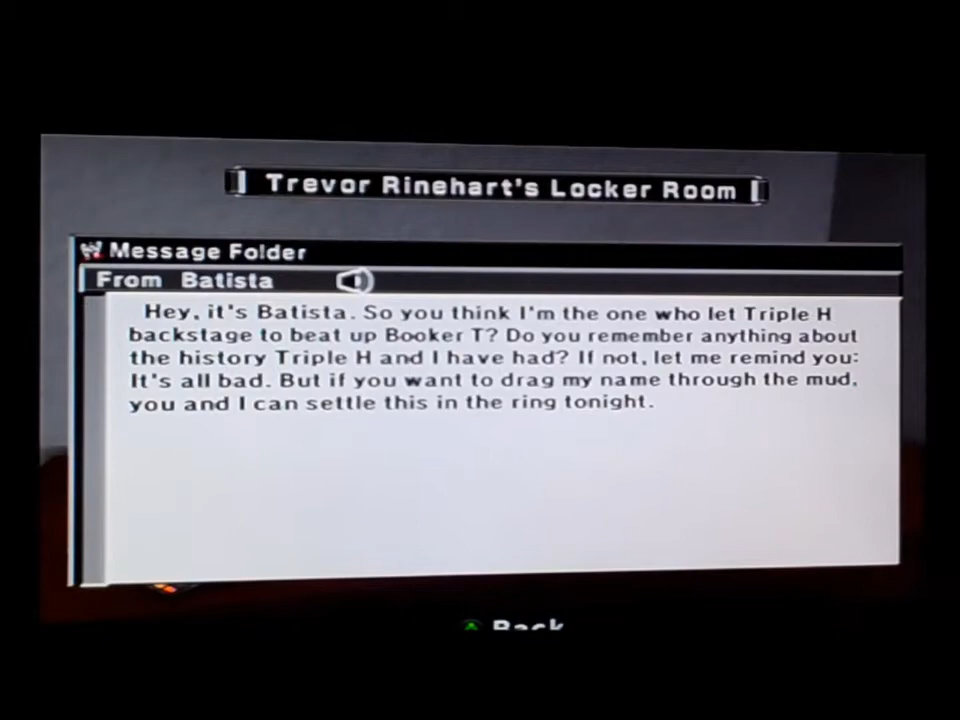 Trevor Rinehart's Locker Room
Message Folder
From Batista
Hey, it's Batista. So you think I'm the one who let Triple H
backstage to beat up Booker T? Do you remember anything about
the history Triple H and I have had? If not, let me remind you:
It's all bad. But if you want to drag my name through the mud,
you and I can settle this in the ring tonight.
Back